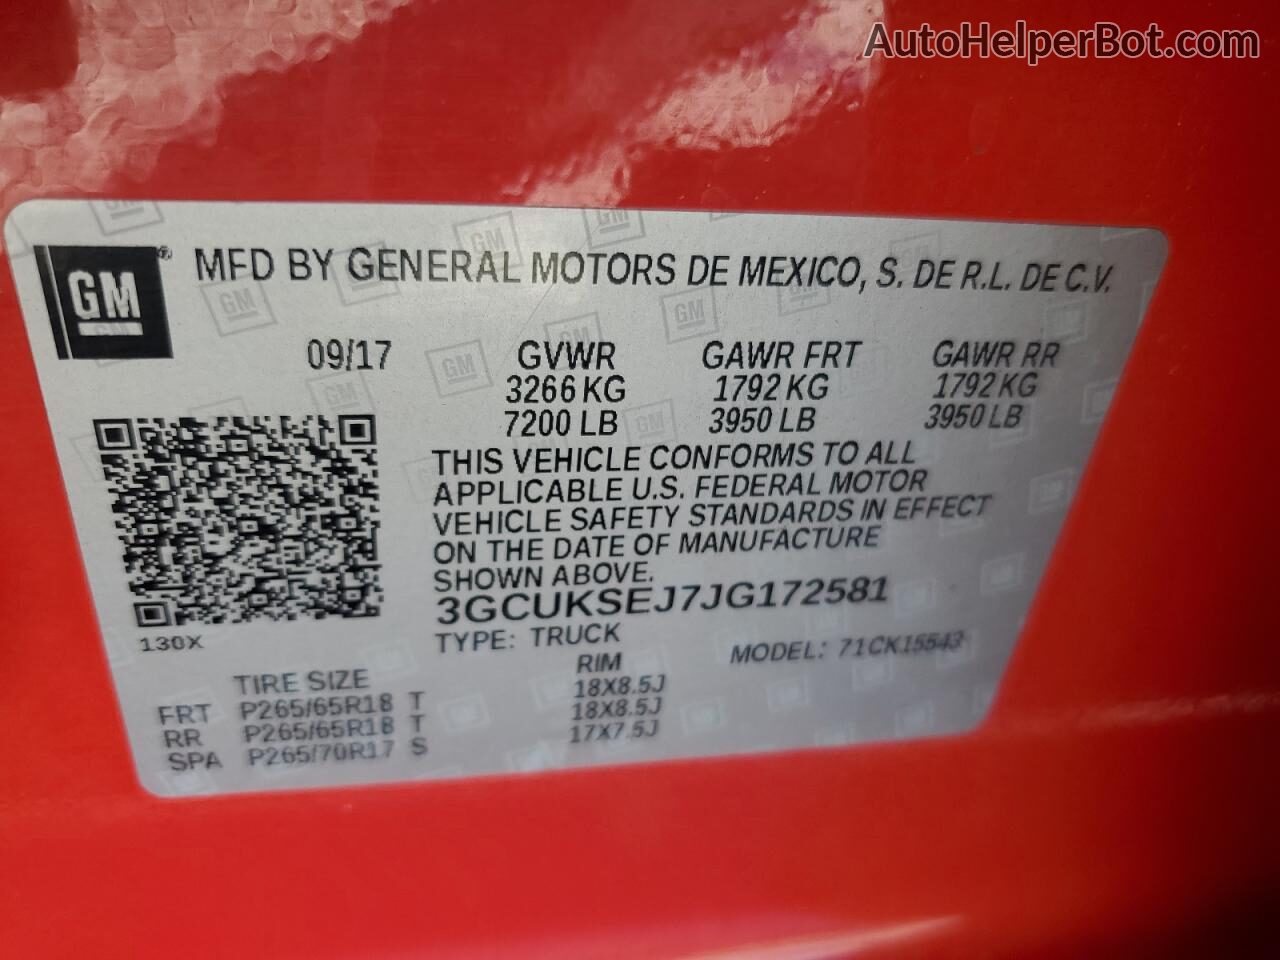 AutoHelperBot.com
GM® MFD BY GENERAL MOTORS DE MEXICO, S. DE R.L. DE C.V.
09/17 GVWR GAWR FRT GAWR RR
3266 KG 1792 KG 1792 KG
7200 LB 3950 LB 3950 LB
THIS VEHICLE CONFORMS TO ALL
APPLICABLE U.S. FEDERAL MOTOR
VEHICLE SAFETY STANDARDS IN EFFECT
ON THE DATE OF MANUFACTURE
SHOWN ABOVE.
3GCUKSEJ7JG172581
130X TYPE: TRUCK MODEL: 71CK15543
TIRE SIZE RIM
FRT P265/65R18 T 18X8.5J
RR P265/65R18 T 18X8.5J
SPA P265/70R17 S 17X7.5J